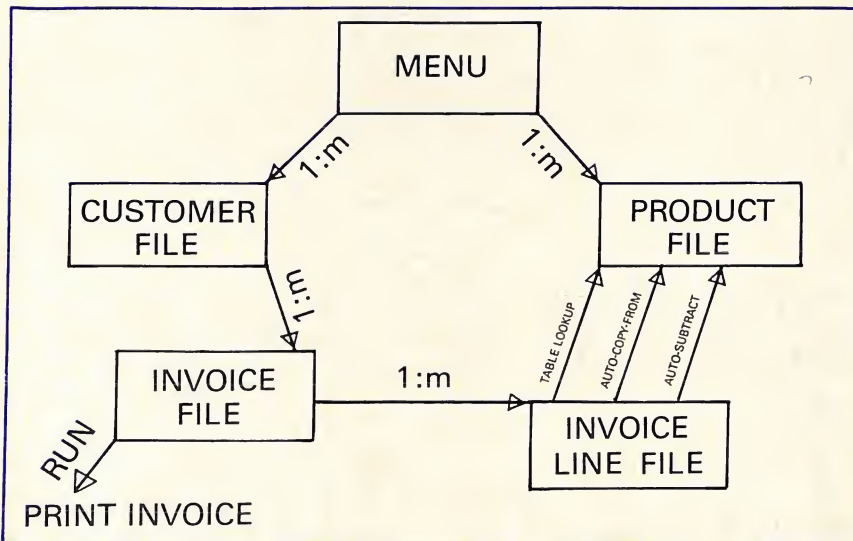 MENU
1:m
1:m
CUSTOMER
FILE
PRODUCT
FILE
1:m
TABLE LOOKUP
AUTO-COPY-FROM
AUTO-SUBTRACT
INVOICE
FILE
1:m
INVOICE
LINE FILE
RUN
PRINT INVOICE